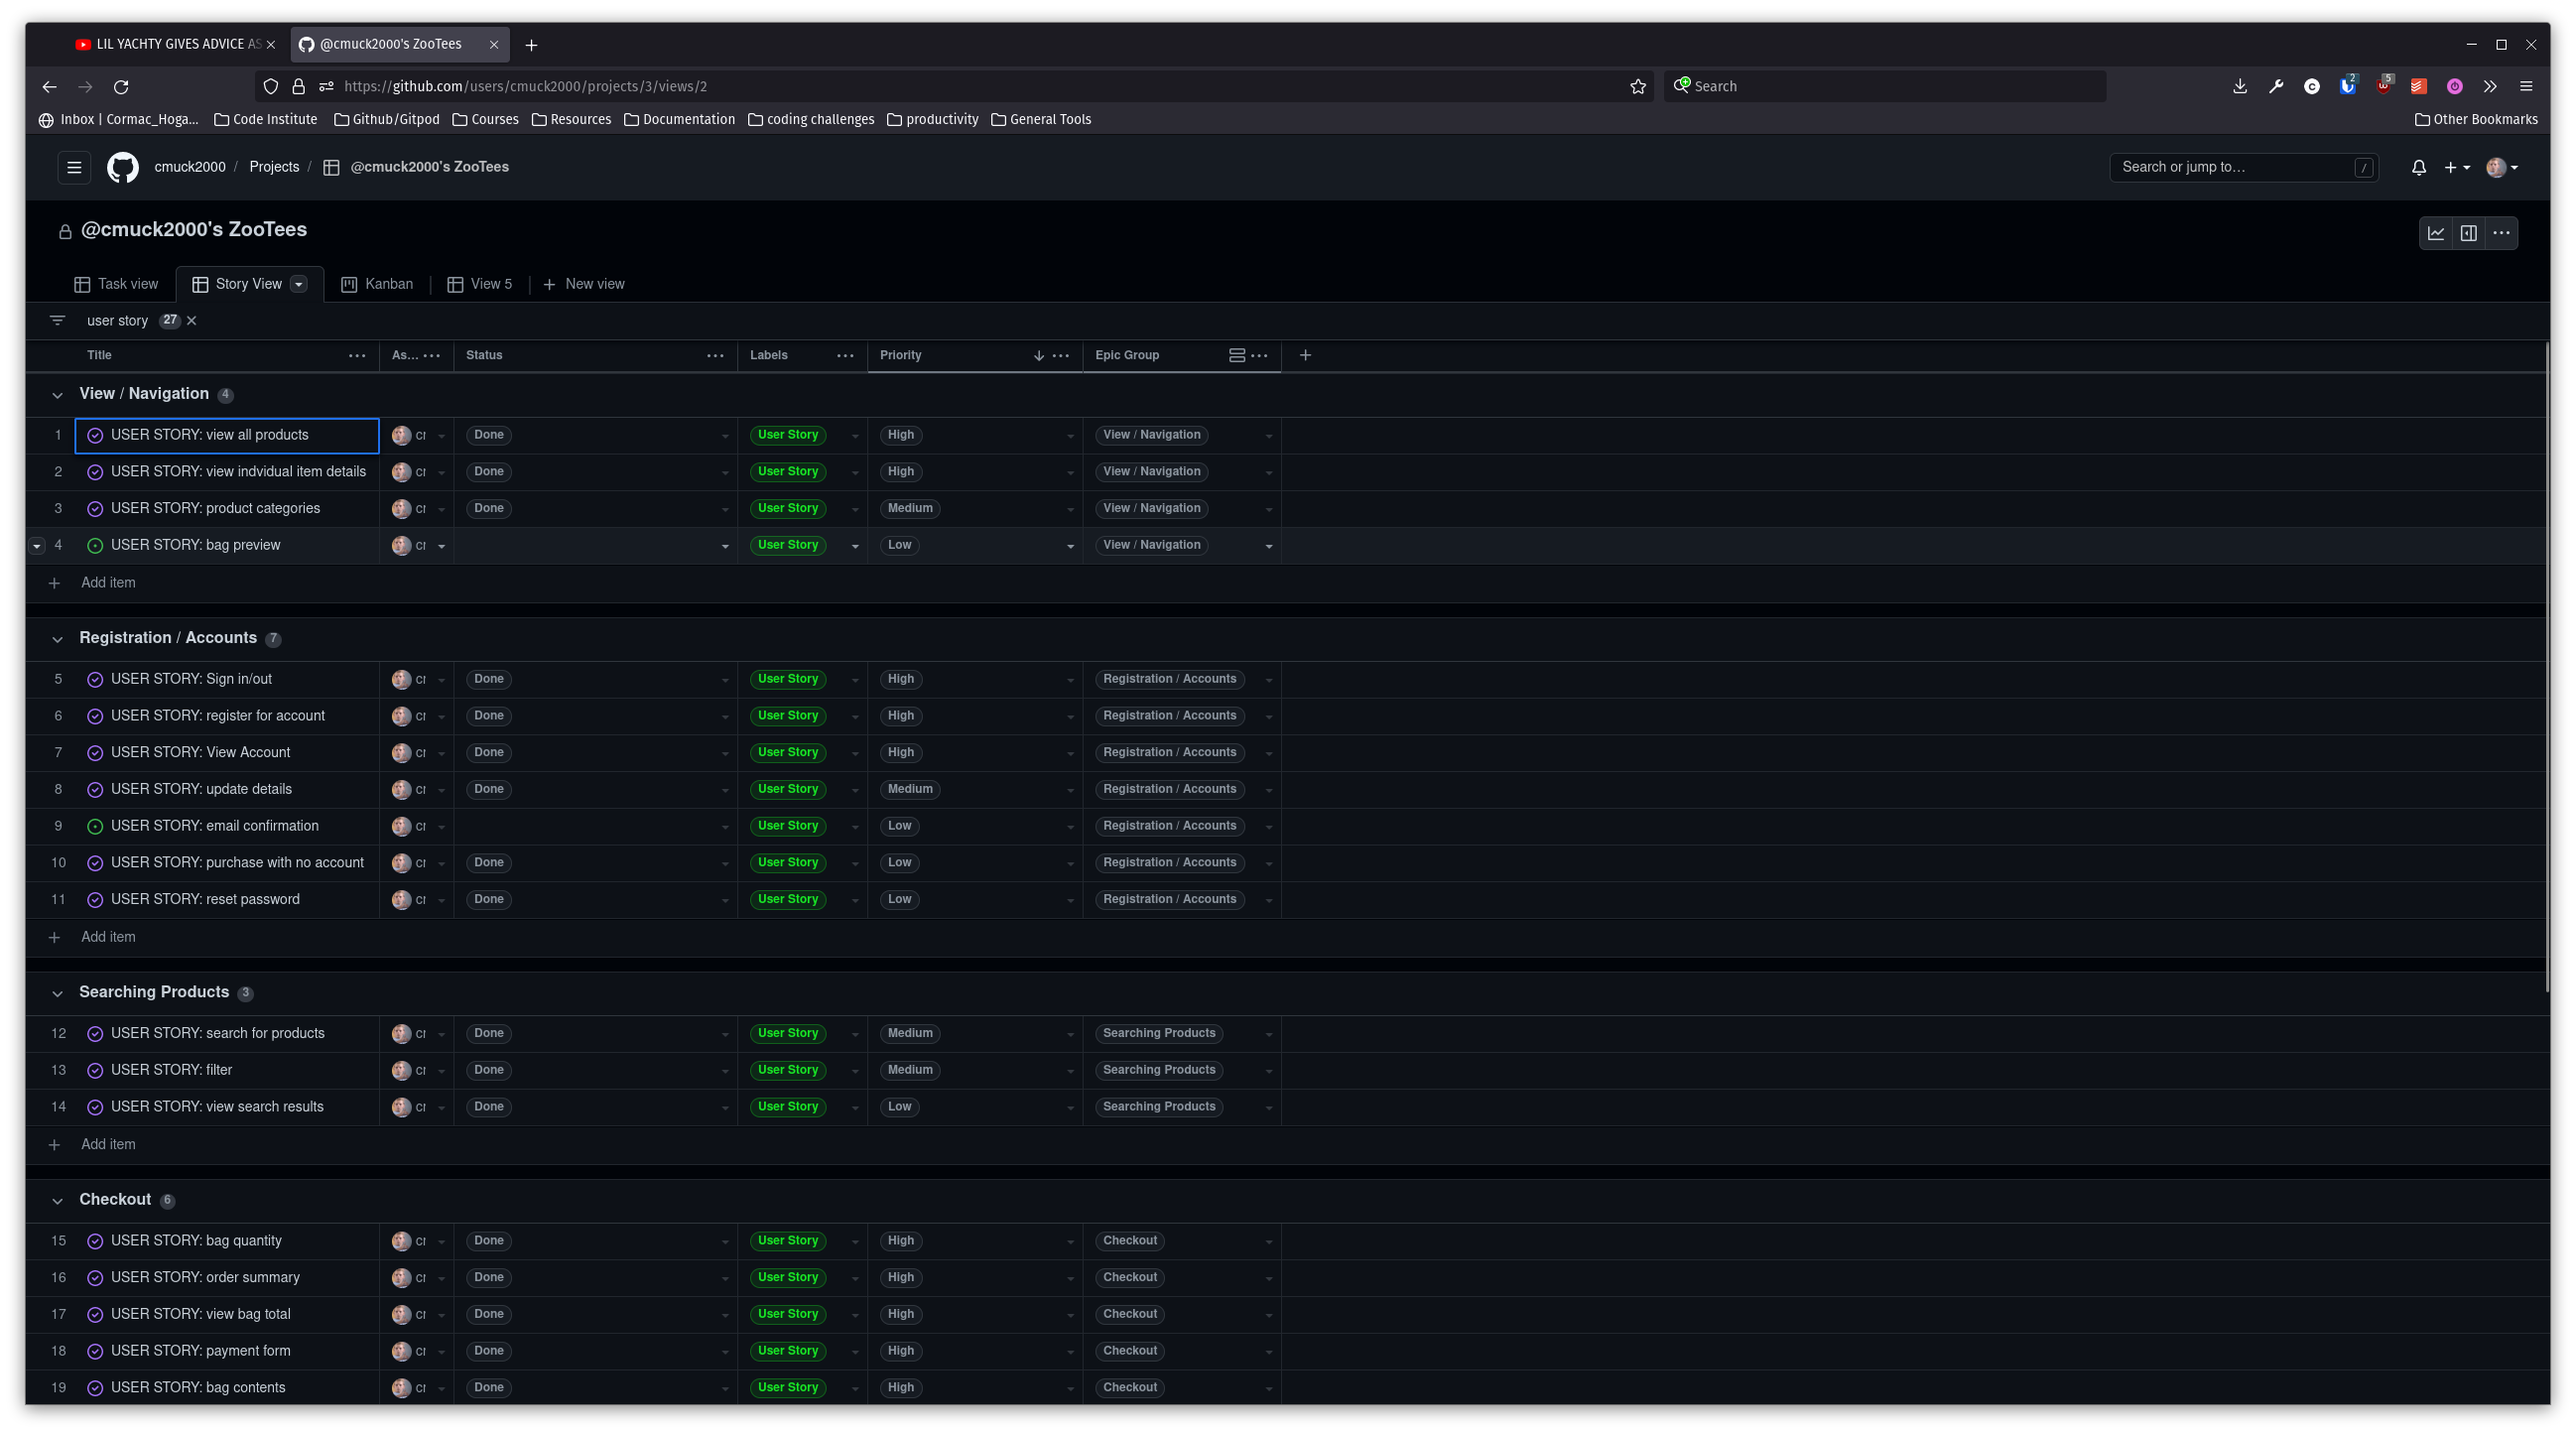 LIL YACHTY GIVES ADVICE AS
@cmuck2000's ZooTees
https://github.com/users/cmuck2000/projects/3/views/2
Search
2
5
Inbox | Cormac_Hoga... Code Institute Github/Gitpod Courses Resources Documentation coding challenges productivity General Tools Other Bookmarks
cmuck2000 / Projects / @cmuck2000's ZooTees Search or jump to... /
@cmuck2000's ZooTees
Task view Story View Kanban View 5 New view
user story 27
Title As... Status Labels Priority Epic Group
View / Navigation 4
1 USER STORY: view all products cr Done User Story High View / Navigation
2 USER STORY: view indvidual item details cr Done User Story High View / Navigation
3 USER STORY: product categories cr Done User Story Medium View / Navigation
4 USER STORY: bag preview cr User Story Low View / Navigation
Add item
Registration / Accounts 7
5 USER STORY: Sign in/out cr Done User Story High Registration / Accounts
6 USER STORY: register for account cr Done User Story High Registration / Accounts
7 USER STORY: View Account cr Done User Story High Registration / Accounts
8 USER STORY: update details cr Done User Story Medium Registration / Accounts
9 USER STORY: email confirmation cr User Story Low Registration / Accounts
10 USER STORY: purchase with no account cr Done User Story Low Registration / Accounts
11 USER STORY: reset password cr Done User Story Low Registration / Accounts
Add item
Searching Products 3
12 USER STORY: search for products cr Done User Story Medium Searching Products
13 USER STORY: filter cr Done User Story Medium Searching Products
14 USER STORY: view search results cr Done User Story Low Searching Products
Add item
Checkout 6
15 USER STORY: bag quantity cr Done User Story High Checkout
16 USER STORY: order summary cr Done User Story High Checkout
17 USER STORY: view bag total cr Done User Story High Checkout
18 USER STORY: payment form cr Done User Story High Checkout
19 USER STORY: bag contents cr Done User Story High Checkout